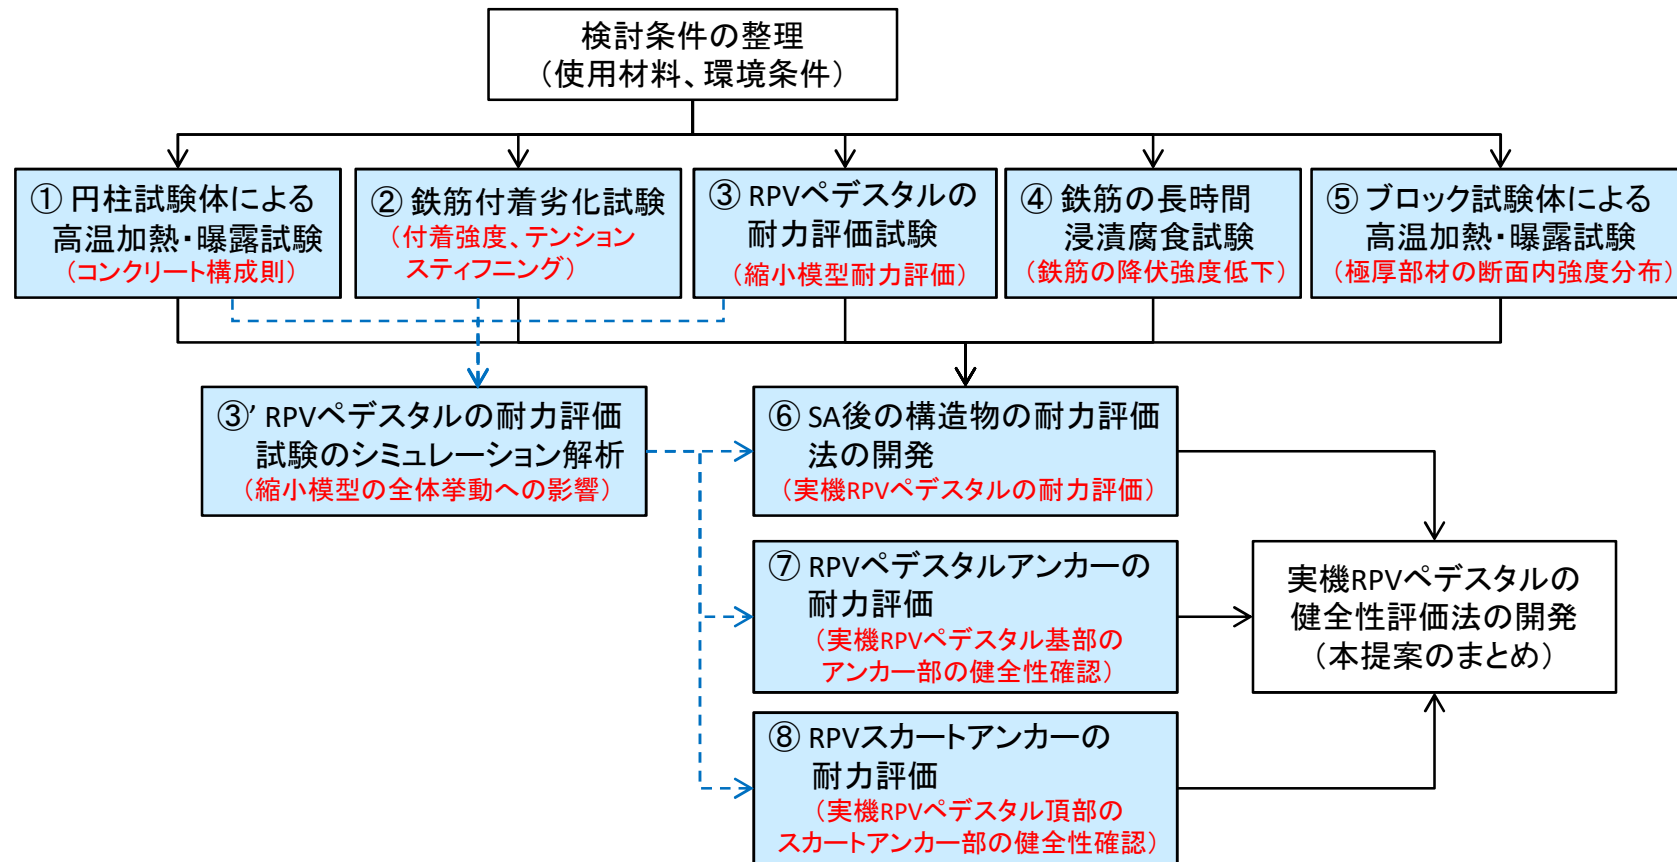 検討条件の整理
（使用材料、環境条件）
① 円柱試験体による
高温加熱・曝露試験
（コンクリート構成則）
② 鉄筋付着劣化試験
（付着強度、テンション
スティフニング）
③ RPVペデスタルの
耐力評価試験
（縮小模型耐力評価）
④ 鉄筋の長時間
浸漬腐食試験
（鉄筋の降伏強度低下）
⑤ ブロック試験体による
高温加熱・曝露試験
（極厚部材の断面内強度分布）
③’ RPVペデスタルの耐力評価
試験のシミュレーション解析
（縮小模型の全体挙動への影響）
⑥ SA後の構造物の耐力評価
法の開発
（実機RPVペデスタルの耐力評価）
⑦ RPVペデスタルアンカーの
耐力評価
（実機RPVペデスタル基部の
アンカー部の健全性確認）
実機RPVペデスタルの
健全性評価法の開発
（本提案のまとめ）
⑧ RPVスカートアンカーの
耐力評価
（実機RPVペデスタル頂部の
スカートアンカー部の健全性確認）